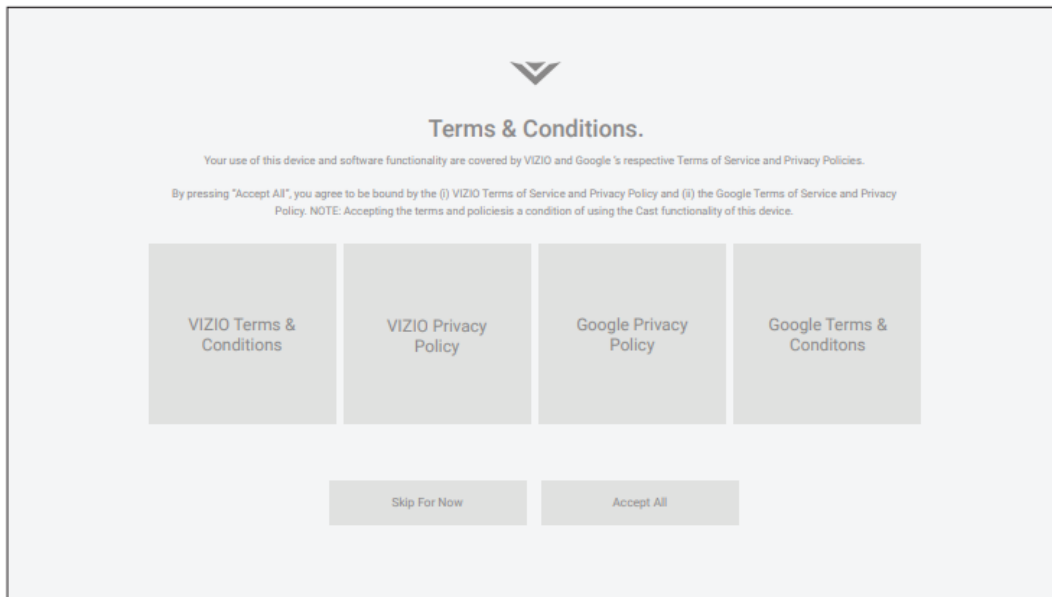 Terms & Conditions.
Your use of this device and software functionality are covered by VIZIO and Google 's respective Terms of Service and Privacy Policies.
By pressing "Accept All", you agree to be bound by the (i) VIZIO Terms of Service and Privacy Policy and (ii) the Google Terms of Service and Privacy
Policy. NOTE: Accepting the terms and policiesis a condition of using the Cast functionality of this device.
VIZIO Terms &
Conditions
VIZIO Privacy
Policy
Google Privacy
Policy
Google Terms &
Conditons
Skip For Now
Accept All